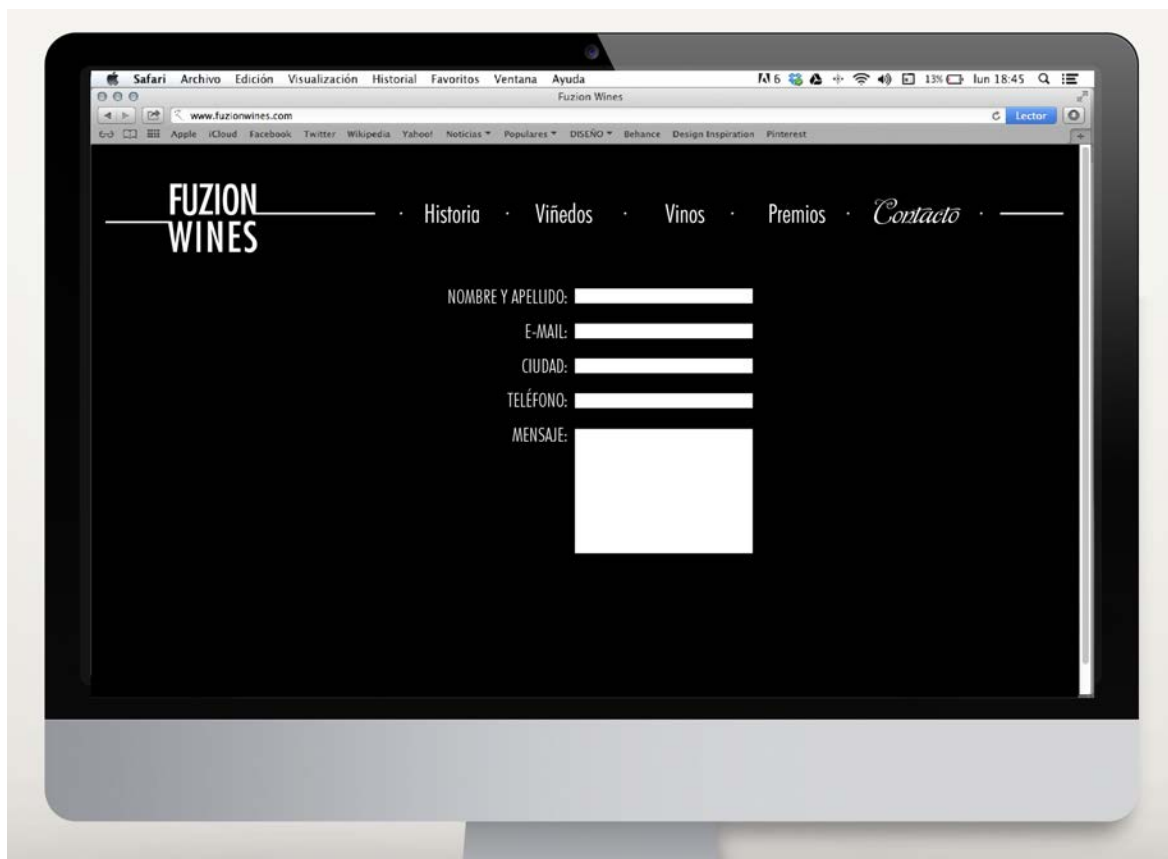 Safari Archivo Edición Visualización Historial Favoritos Ventana Ayuda 6 13% lun 18:45
Fuzion Wines
www.fuzionwines.com Lector
Apple iCloud Facebook Twitter Wikipedia Yahoo! Noticias Populares DISEÑO Behance Design Inspiration Pinterest
FUZION
WINES
· Historia · Viñedos · Vinos · Premios · Contacto ·
NOMBRE Y APELLIDO:
E-MAIL:
CIUDAD:
TELÉFONO:
MENSAJE: